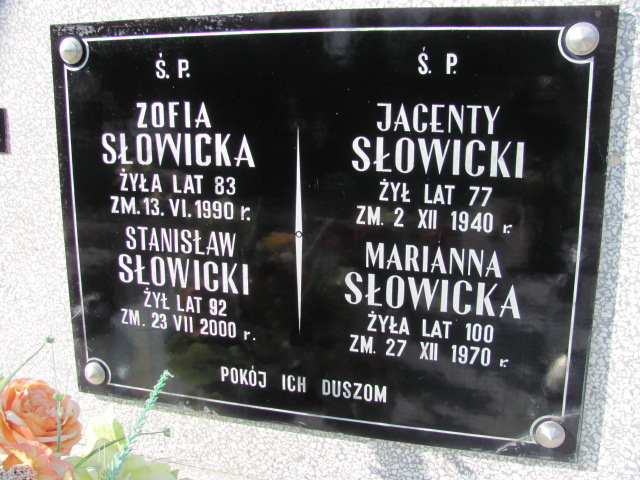 Ś. P.
ZOFIA
SŁOWICKA
ŻYŁA LAT 83
ZM. 13. VI. 1990 r.
STANISŁAW
SŁOWICKI
ŻYŁ LAT 92
ZM. 23 VII 2000 r.
Ś. P.
JACENTY
SŁOWICKI
ŻYŁ LAT 77
ZM. 2 XII 1940 r.
MARIANNA
SŁOWICKA
ŻYŁA LAT 100
ZM. 27 XII 1970 r.
POKÓJ ICH DUSZOM